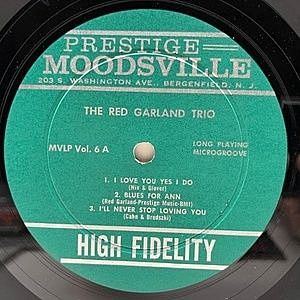 PRESTIGE
MOODSVILLE
203 S. WASHINGTON AVE., BERGENFIELD, N. J.
THE RED GARLAND TRIO
MVLP Vol. 6 A
LONG PLAYING
MICROGROOVE
1. I LOVE YOU YES I DO
(Nix & Glover)
2. BLUES FOR ANN
(Red Garland-Prestige Music-BMI)
3. I'LL NEVER STOP LOVING YOU
(Cahn & Brodszki)
HIGH FIDELITY